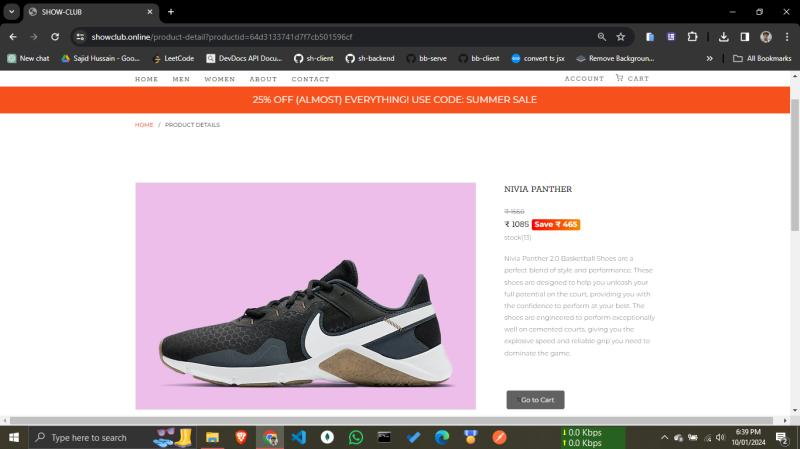 SHOW-CLUB
showclub.online/product-detail?productid=64d3133741d7f7cb501596cf
New chat
Sajid Hussain - Goo...
LeetCode
DevDocs API Docu...
sh-client
sh-backend
bb-serve
bb-client
convert ts jsx
Remove Backgroun...
All Bookmarks
HOME MEN WOMEN ABOUT CONTACT ACCOUNT CART
25% OFF (ALMOST) EVERYTHING! USE CODE: SUMMER SALE
HOME / PRODUCT DETAILS
NIVIA PANTHER
₹ 1550
₹ 1085 Save ₹ 465
stock(13)
Nivia Panther 2.0 Basketball Shoes are a
perfect blend of style and performance. These
shoes are designed to help you unleash your
full potential on the court, providing you with
the confidence to perform at your best. The
shoes are engineered to perform exceptionally
well on cemented courts, giving you the
explosive speed and reliable grip you need to
dominate the game.
Go to Cart
Type here to search
0.0 Kbps
0.0 Kbps
6:39 PM
10/01/2024
2